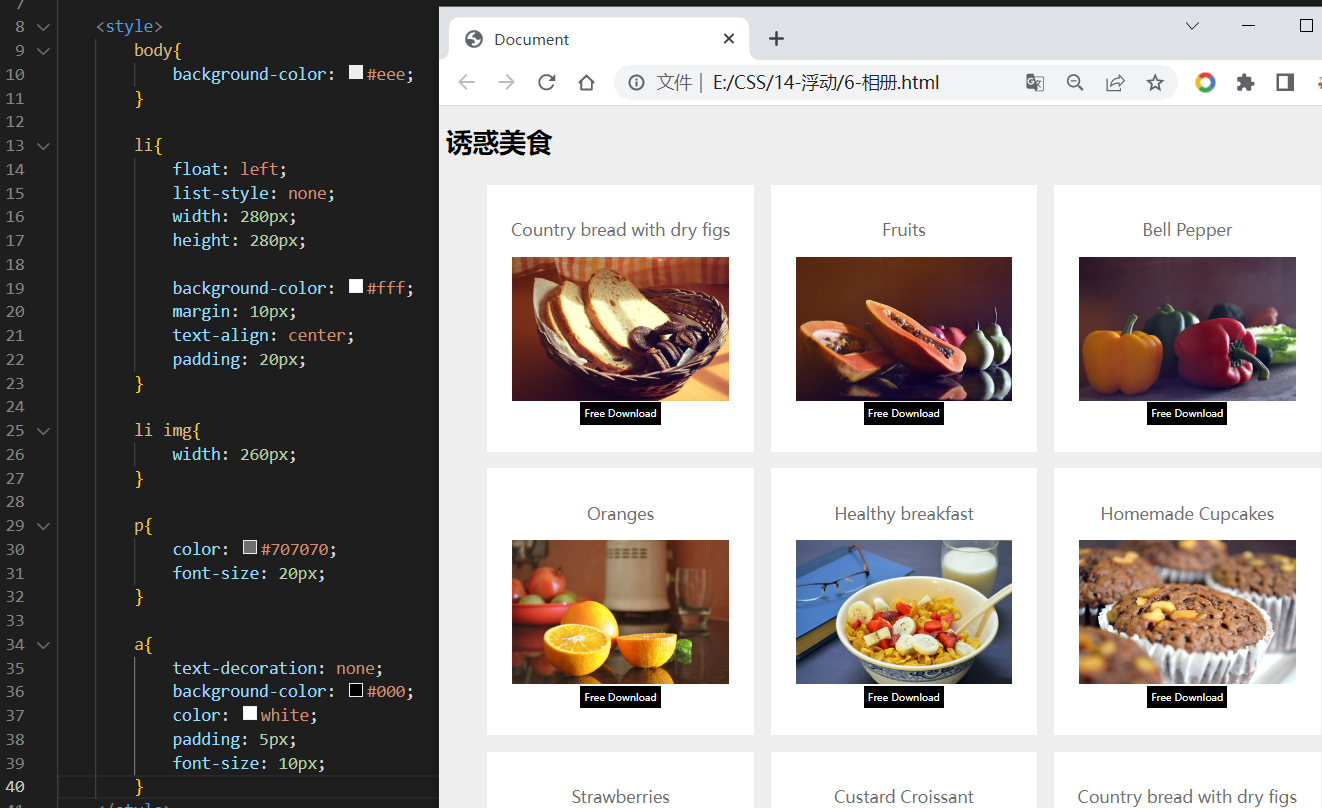 7
8 <style>
9 body{
10 background-color: #eee;
11 }
12
13 li{
14 float: left;
15 list-style: none;
16 width: 280px;
17 height: 280px;
18
19 background-color: #fff;
20 margin: 10px;
21 text-align: center;
22 padding: 20px;
23 }
24
25 li img{
26 width: 260px;
27 }
28
29 p{
30 color: #707070;
31 font-size: 20px;
32 }
33
34 a{
35 text-decoration: none;
36 background-color: #000;
37 color: white;
38 padding: 5px;
39 font-size: 10px;
40 }
41 </style>
Document
文件 | E:/CSS/14-浮动/6-相册.html
诱惑美食
Country bread with dry figs
Fruits
Bell Pepper
Free Download
Free Download
Free Download
Oranges
Healthy breakfast
Homemade Cupcakes
Free Download
Free Download
Free Download
Strawberries
Custard Croissant
Country bread with dry figs